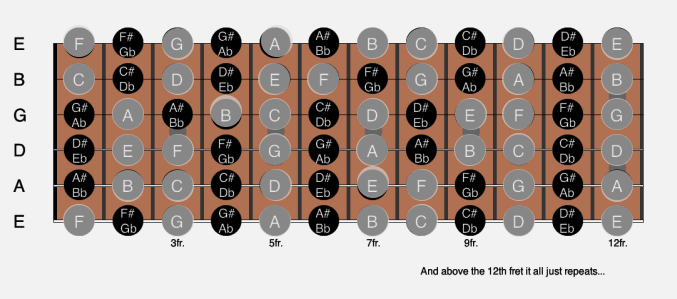 E F F# Gb G G# Ab A A# Bb B C C# Db D D# Eb E
B C C# Db D D# Eb E F F# Gb G G# Ab A A# Bb B
G G# Ab A A# Bb B C C# Db D D# Eb E F F# Gb G
D D# Eb E F F# Gb G G# Ab A A# Bb B C C# Db D
A A# Bb B C C# Db D D# Eb E F F# Gb G G# Ab A
E F F# Gb G G# Ab A A# Bb B C C# Db D D# Eb E
3fr. 5fr. 7fr. 9fr. 12fr.
And above the 12th fret it all just repeats...